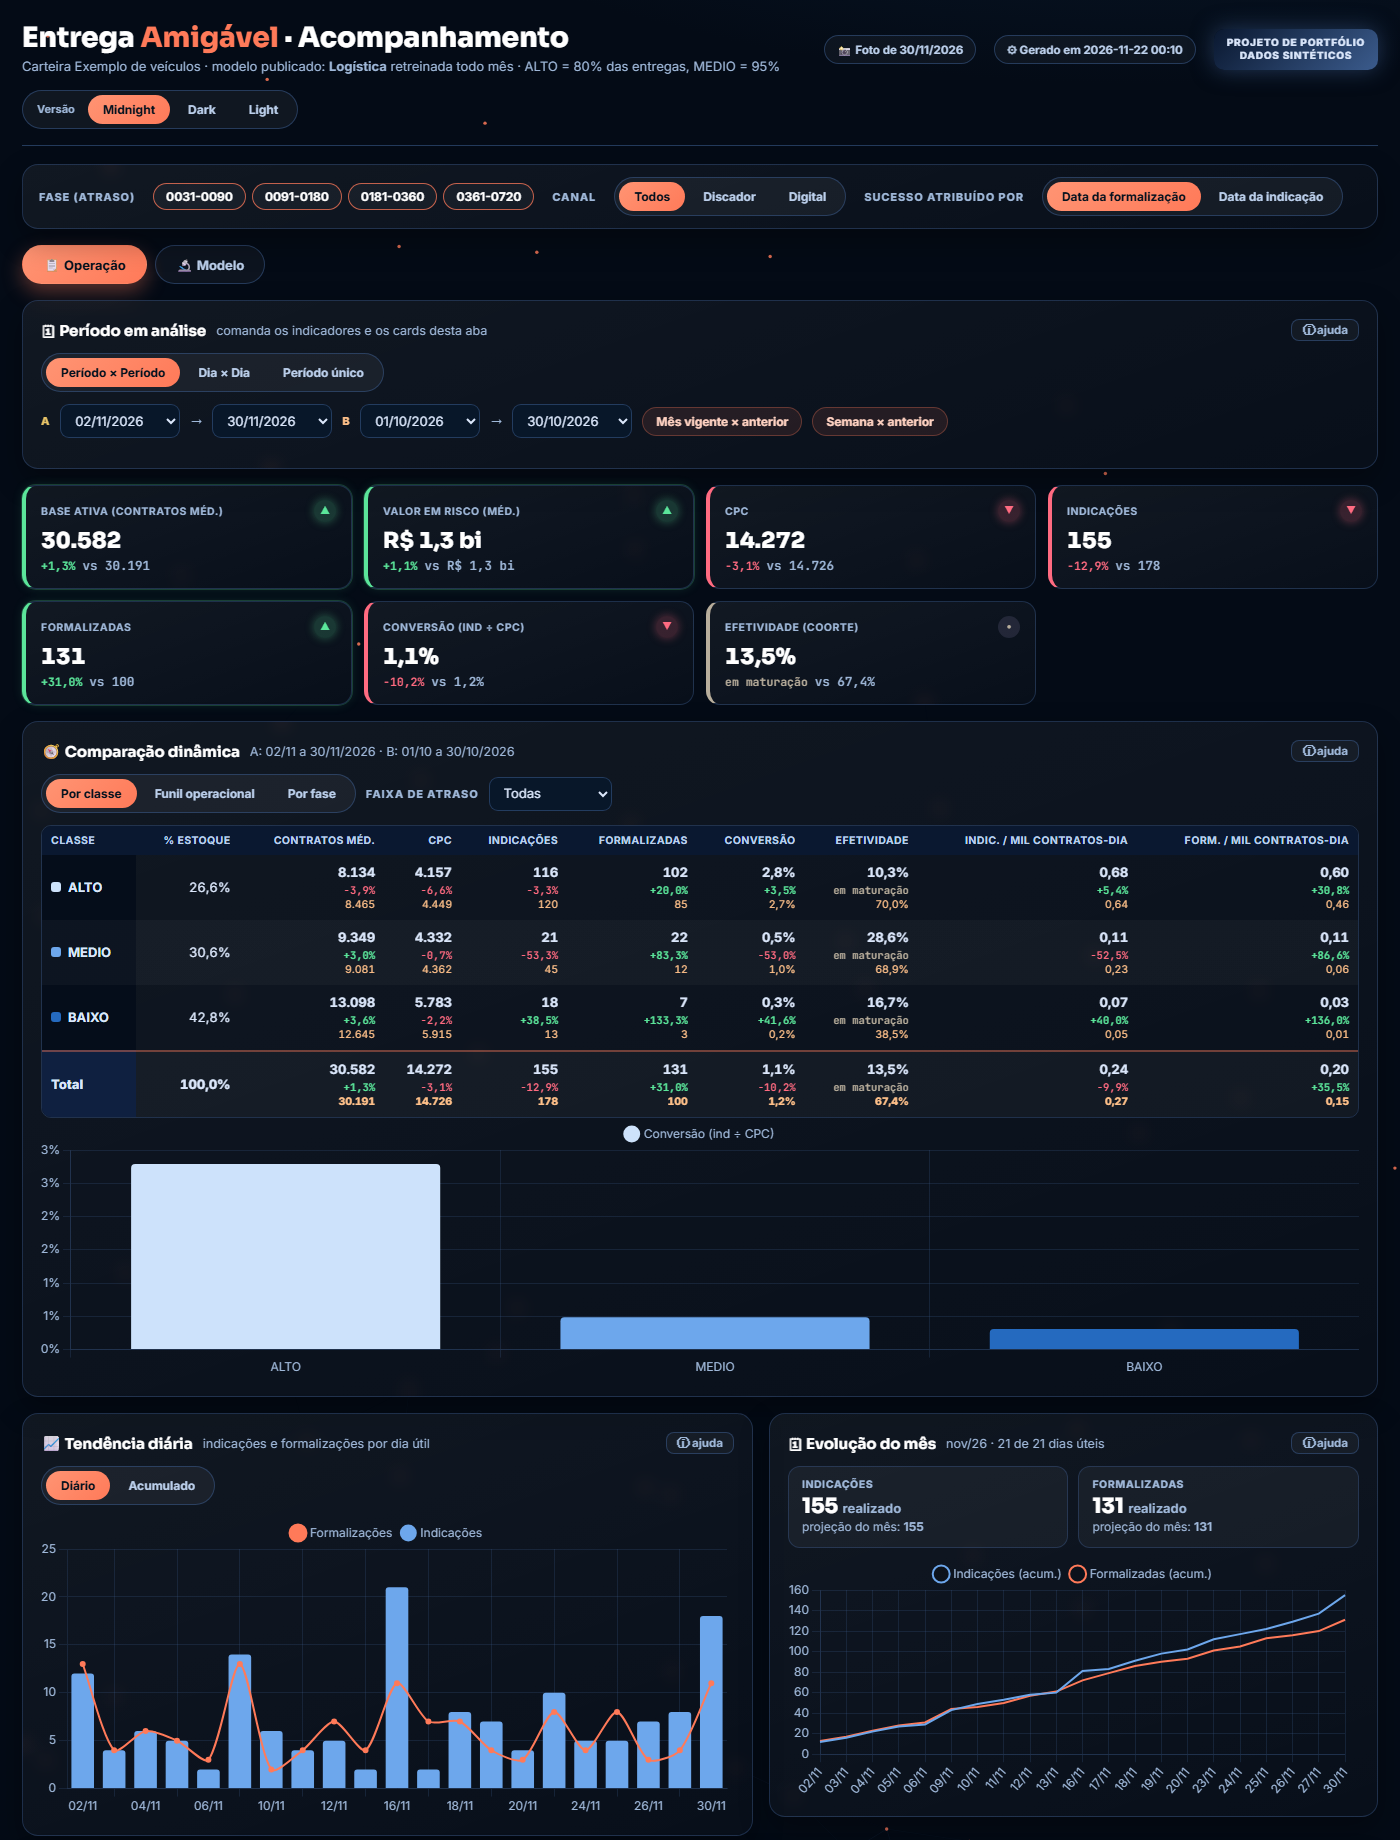 Entrega Amigável · Acompanhamento
Carteira Exemplo de veículos · modelo publicado: Logística retreinada todo mês · ALTO = 80% das entregas, MEDIO = 95%
Foto de 30/11/2026
Gerado em 2026-11-22 00:10
PROJETO DE PORTFÓLIO
DADOS SINTÉTICOS
Versão Midnight Dark Light
FASE (ATRASO) 0031-0090 0091-0180 0181-0360 0361-0720 CANAL Todos Discador Digital SUCESSO ATRIBUÍDO POR Data da formalização Data da indicação
Operação Modelo
Período em análise comanda os indicadores e os cards desta aba ajuda
Período × Período Dia × Dia Período único
A 02/11/2026 → 30/11/2026 B 01/10/2026 → 30/10/2026 Mês vigente × anterior Semana × anterior
BASE ATIVA (CONTRATOS MÉD.) ▲
30.582
+1,3% vs 30.191
VALOR EM RISCO (MÉD.) ▲
R$ 1,3 bi
+1,1% vs R$ 1,3 bi
CPC ▼
14.272
-3,1% vs 14.726
INDICAÇÕES ▼
155
-12,9% vs 178
FORMALIZADAS ▲
131
+31,0% vs 100
CONVERSÃO (IND ÷ CPC) ▼
1,1%
-10,2% vs 1,2%
EFETIVIDADE (COORTE) •
13,5%
em maturação vs 67,4%
Comparação dinâmica A: 02/11 a 30/11/2026 · B: 01/10 a 30/10/2026 ajuda
Por classe Funil operacional Por fase FAIXA DE ATRASO Todas
CLASSE % ESTOQUE CONTRATOS MÉD. CPC INDICAÇÕES FORMALIZADAS CONVERSÃO EFETIVIDADE INDIC. / MIL CONTRATOS-DIA FORM. / MIL CONTRATOS-DIA
8.134 4.157 116 102 2,8% 10,3% 0,68 0,60
ALTO 26,6% -3,9% -6,6% -3,3% +20,0% +3,5% em maturação +5,4% +30,8%
8.465 4.449 120 85 2,7% 70,0% 0,64 0,46
9.349 4.332 21 22 0,5% 28,6% 0,11 0,11
MEDIO 30,6% +3,0% -0,7% -53,3% +83,3% -53,0% em maturação -52,5% +86,6%
9.081 4.362 45 12 1,0% 68,9% 0,23 0,06
13.098 5.783 18 7 0,3% 16,7% 0,07 0,03
BAIXO 42,8% +3,6% -2,2% +38,5% +133,3% +41,6% em maturação +40,0% +136,0%
12.645 5.915 13 3 0,2% 38,5% 0,05 0,01
30.582 14.272 155 131 1,1% 13,5% 0,24 0,20
Total 100,0% +1,3% -3,1% -12,9% +31,0% -10,2% em maturação -9,9% +35,5%
30.191 14.726 178 100 1,2% 67,4% 0,27 0,15
Conversão (ind ÷ CPC)
3%
3%
2%
2%
1%
1%
0%
ALTO MEDIO BAIXO
Tendência diária indicações e formalizações por dia útil ajuda
Diário Acumulado
Formalizações Indicações
25
20
15
10
5
0
02/11 04/11 06/11 10/11 12/11 16/11 18/11 20/11 24/11 26/11 30/11
Evolução do mês nov/26 · 21 de 21 dias úteis ajuda
INDICAÇÕES
155 realizado
projeção do mês: 155
FORMALIZADAS
131 realizado
projeção do mês: 131
Indicações (acum.) Formalizadas (acum.)
160
140
120
100
80
60
40
20
0
02/11 03/11 04/11 05/11 06/11 09/11 10/11 11/11 12/11 13/11 16/11 17/11 18/11 19/11 20/11 23/11 24/11 25/11 26/11 27/11 30/11